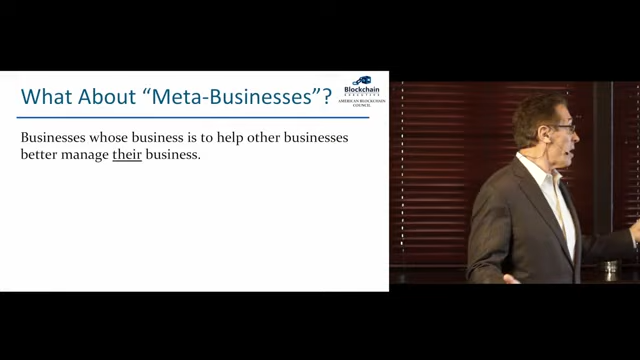 What About “Meta-Businesses”?
Blockchain
EXECUTIVE
AMERICAN BLOCKCHAIN
COUNCIL
Businesses whose business is to help other businesses
better manage their business.